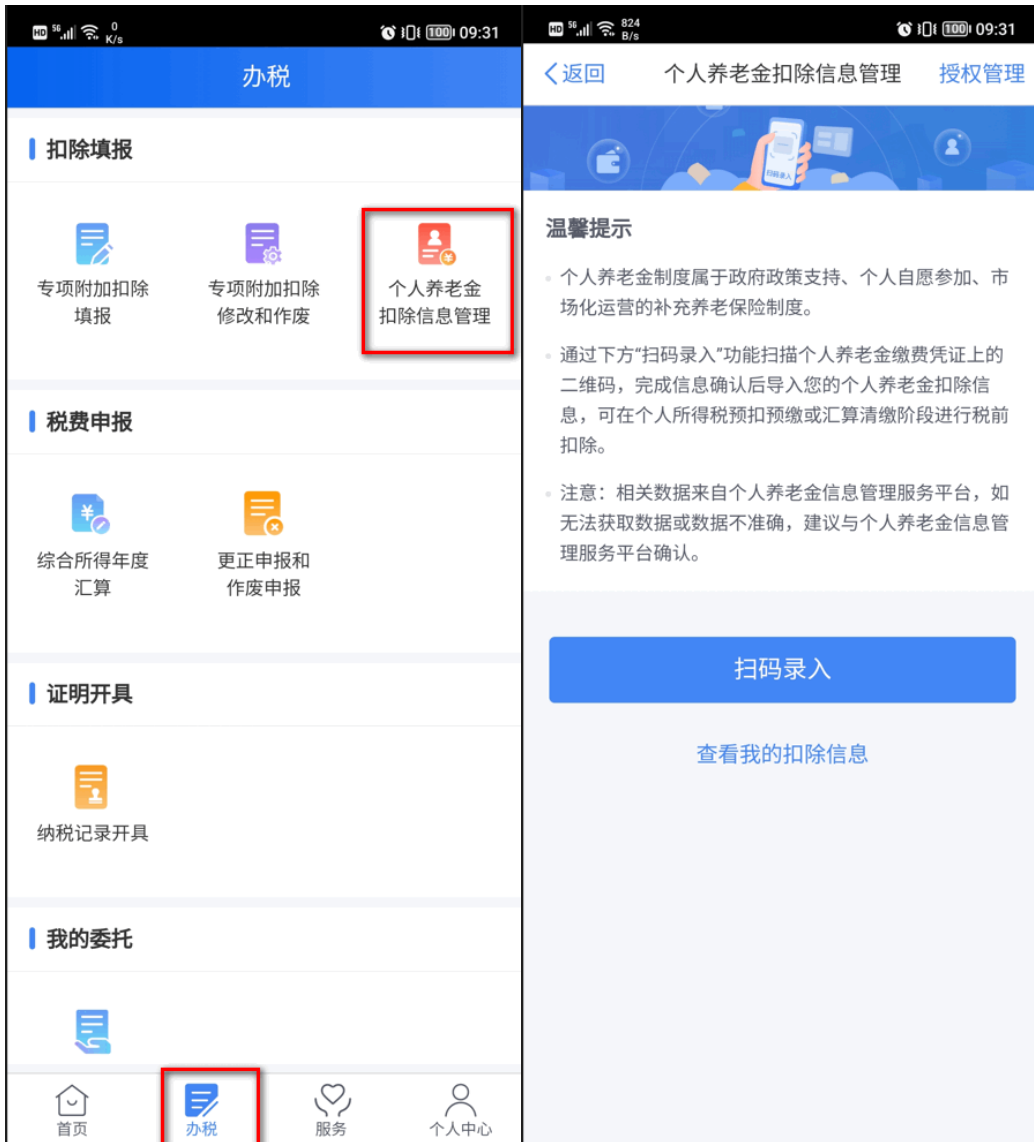 HD 5G 0 K/s 100 09:31
办税
扣除填报
专项附加扣除
填报
专项附加扣除
修改和作废
个人养老金
扣除信息管理
税费申报
综合所得年度
汇算
更正申报和
作废申报
证明开具
纳税记录开具
我的委托
首页
办税
服务
个人中心
HD 5G 824 B/s 100 09:31
返回
个人养老金扣除信息管理
授权管理
扫码录入
温馨提示
个人养老金制度属于政府政策支持、个人自愿参加、市
场化运营的补充养老保险制度。
通过下方“扫码录入”功能扫描个人养老金缴费凭证上的
二维码，完成信息确认后导入您的个人养老金扣除信
息，可在个人所得税预扣预缴或汇算清缴阶段进行税前
扣除。
注意：相关数据来自个人养老金信息管理服务平台，如
无法获取数据或数据不准确，建议与个人养老金信息管
理服务平台确认。
扫码录入
查看我的扣除信息